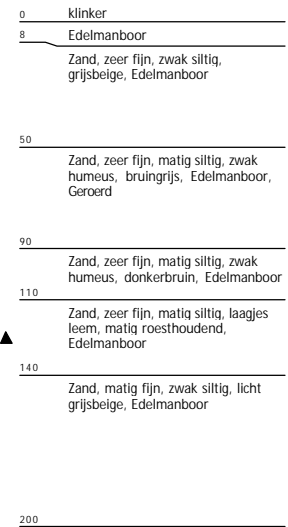 0 klinker
8 Edelmanboor
Zand, zeer fijn, zwak siltig,
grijsbeige, Edelmanboor
50
Zand, zeer fijn, matig siltig, zwak
humeus, bruingrijs, Edelmanboor,
Geroerd
90
Zand, zeer fijn, matig siltig, zwak
humeus, donkerbruin, Edelmanboor
110
Zand, zeer fijn, matig siltig, laagjes
leem, matig roesthoudend,
Edelmanboor
140
Zand, matig fijn, zwak siltig, licht
grijsbeige, Edelmanboor
200